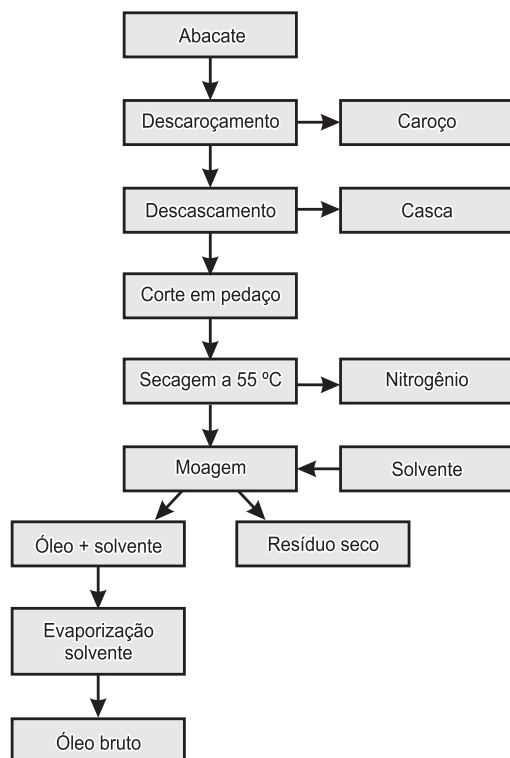 Abacate
Descaroçamento
Caroço
Descascamento
Casca
Corte em pedaço
Secagem a 55 ºC
Nitrogênio
Moagem
Solvente
Óleo + solvente
Resíduo seco
Evaporização
solvente
Óleo bruto